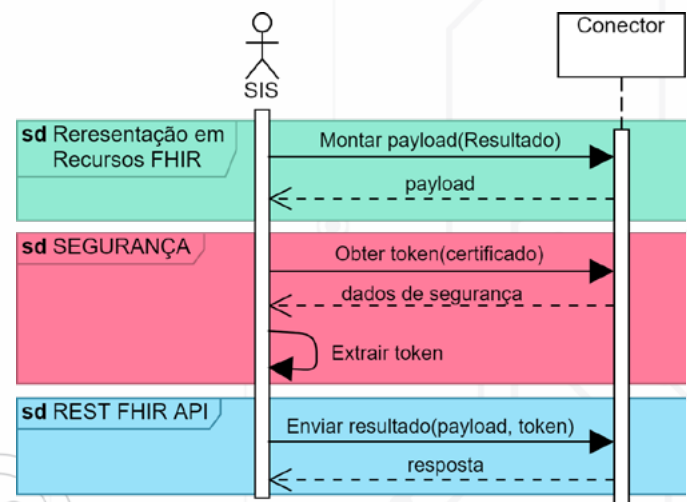 Conector
SIS
sd Reresentação em
Recursos FHIR
Montar payload(Resultado)
payload
sd SEGURANÇA
Obter token(certificado)
dados de segurança
Extrair token
sd REST FHIR API
Enviar resultado(payload, token)
resposta